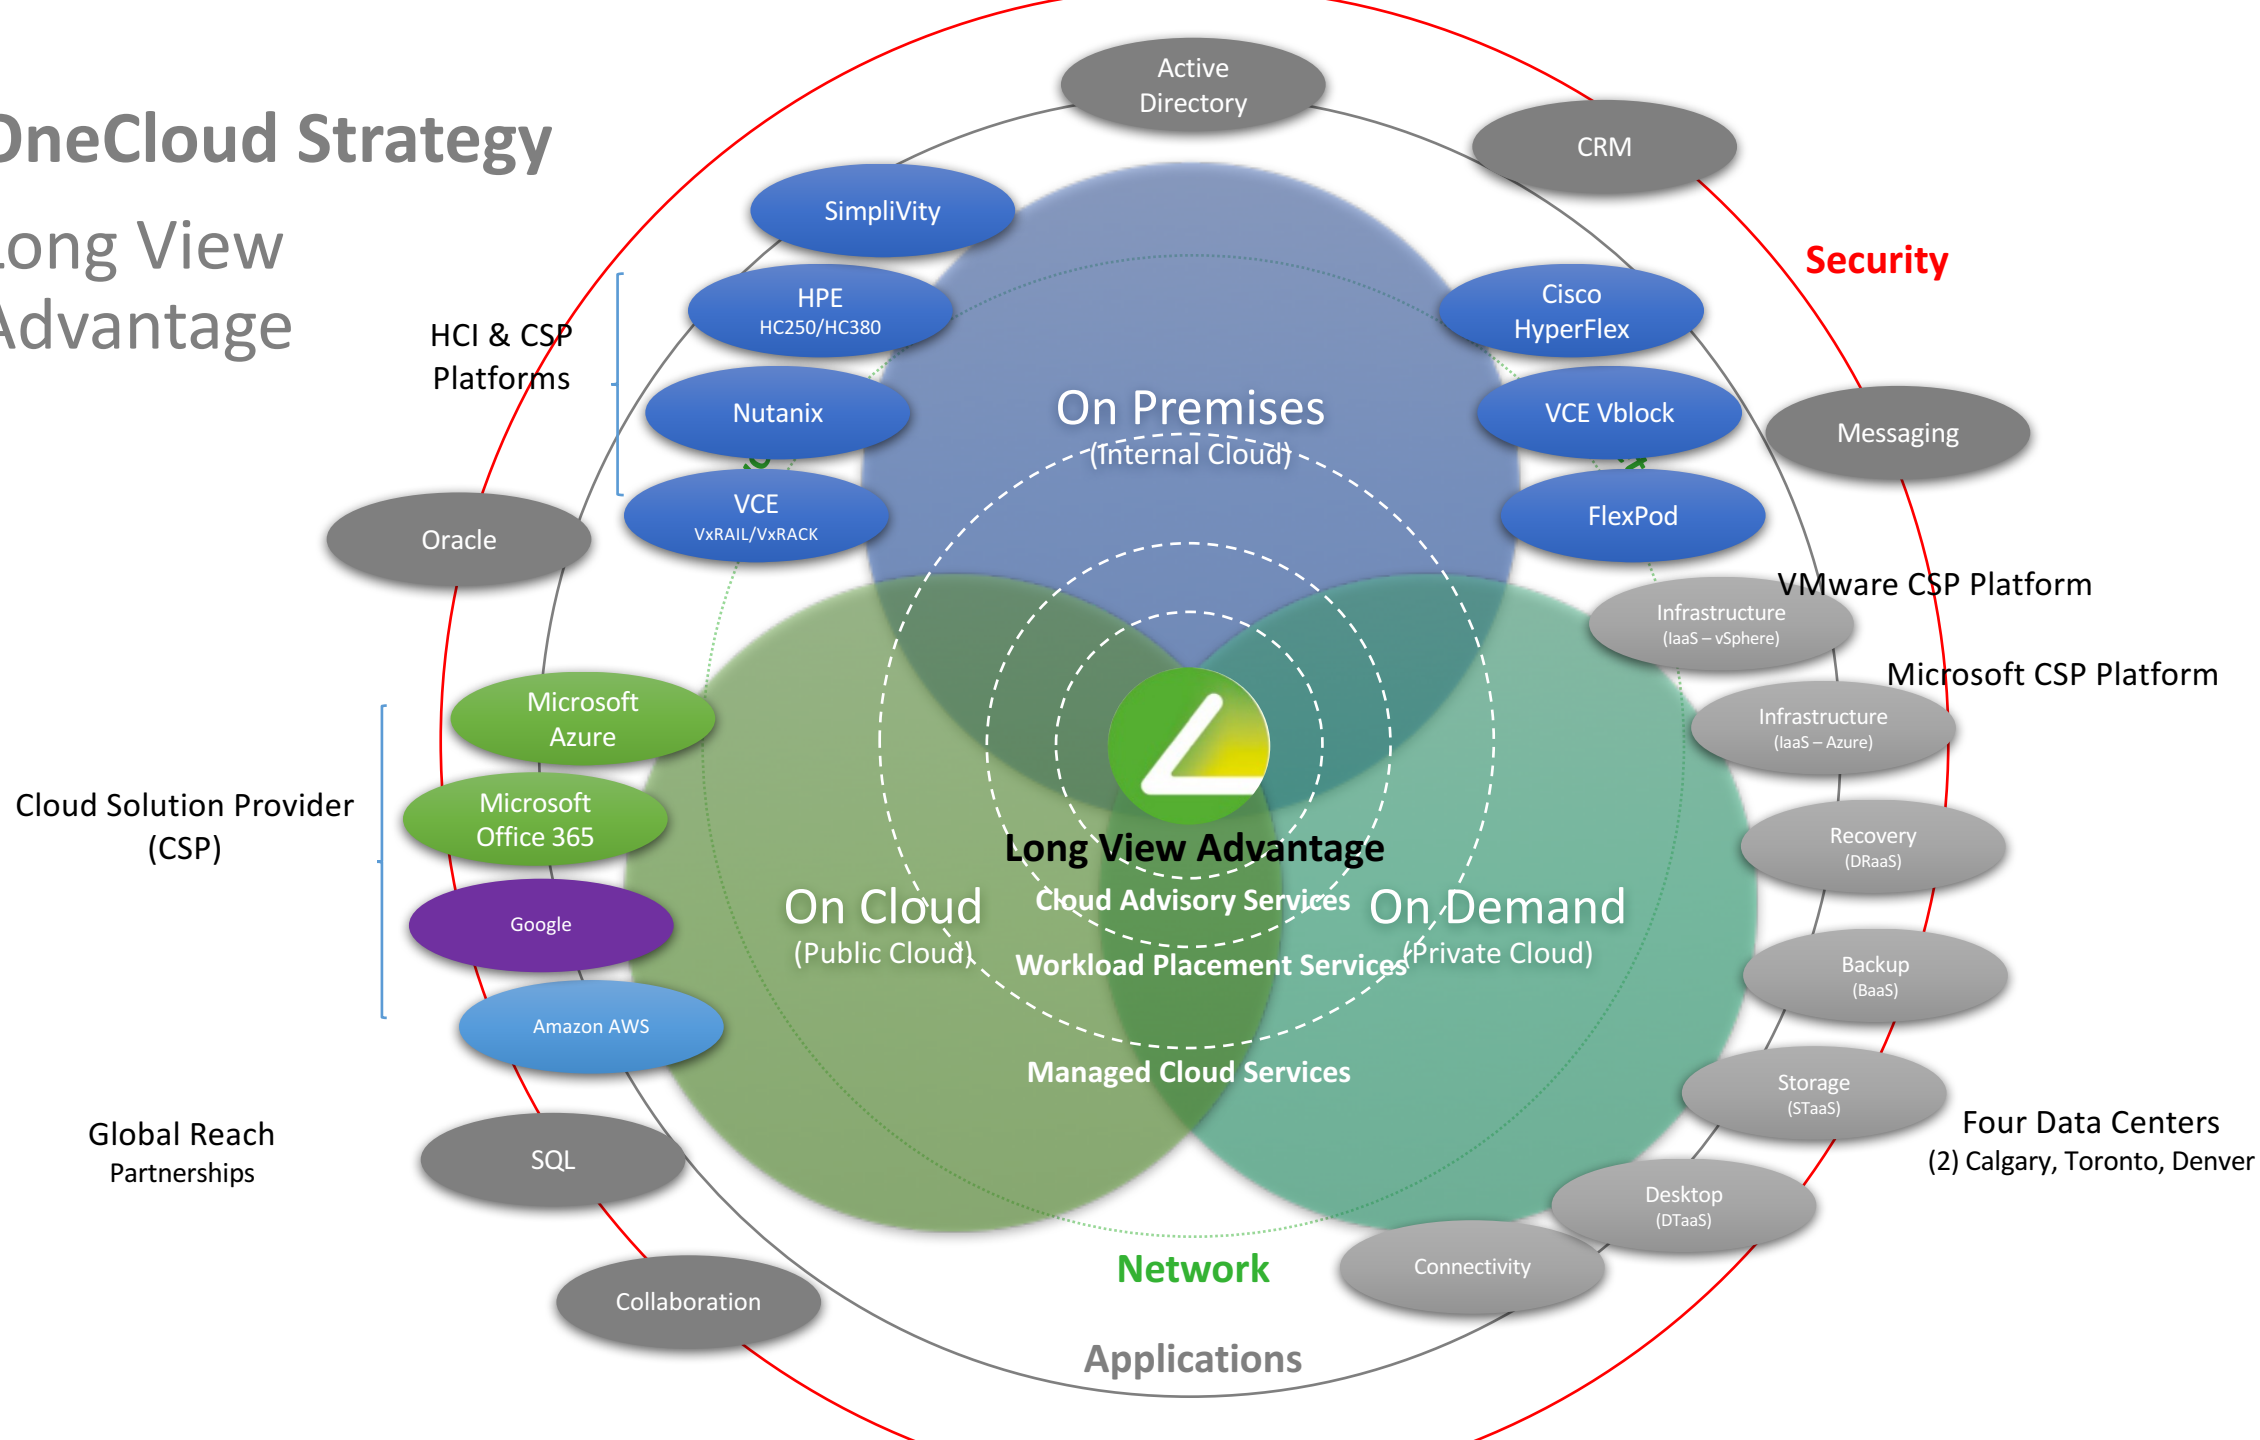 OneCloud Strategy
Long View
Advantage
Active
Directory
CRM
SimpliVity
Security
HPE
HC250/HC380
Cisco
HyperFlex
HCI & CSP
Platforms
Nutanix
On Premises
(Internal Cloud)
VCE Vblock
Messaging
VCE
VxRAIL/VxRACK
FlexPod
Oracle
VMware CSP Platform
Infrastructure
(IaaS – vSphere)
Microsoft CSP Platform
Microsoft
Azure
Infrastructure
(IaaS – Azure)
Cloud Solution Provider
(CSP)
Microsoft
Office 365
Recovery
(DRaaS)
Long View Advantage
Cloud Advisory Services
On Cloud
(Public Cloud)
On Demand
(Private Cloud)
Google
Workload Placement Services
Backup
(BaaS)
Amazon AWS
Managed Cloud Services
Storage
(STaaS)
Global Reach
Partnerships
SQL
Four Data Centers
(2) Calgary, Toronto, Denver
Desktop
(DTaaS)
Network
Connectivity
Collaboration
Applications